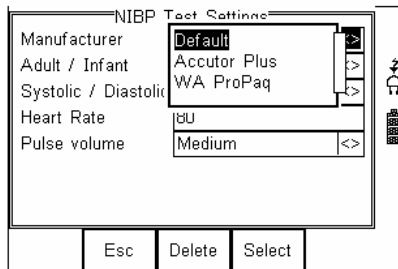 NIBP Test Settings
Manufacturer
Default
<>
Accutor Plus
WA ProPaq
Adult / Infant
<>
Systolic / Diastolic
<>
Heart Rate
80
Pulse volume
Medium
<>
Esc
Delete
Select